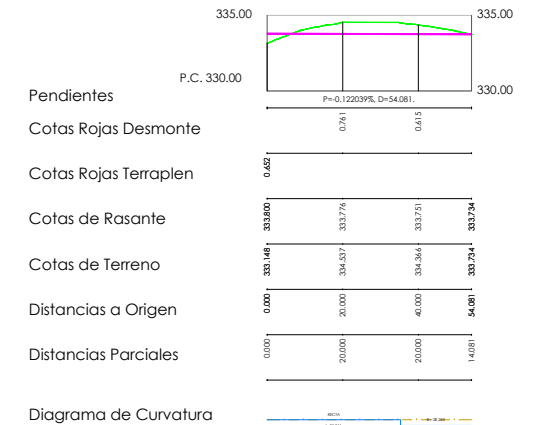 335.00 335.00
P.C. 330.00 330.00
Pendientes P=-0.122039%, D=54.081.
Cotas Rojas Desmonte 0.761 0.615
Cotas Rojas Terraplen 0.652
Cotas de Rasante 333.800 333.776 333.751 333.734
Cotas de Terreno 333.148 334.537 334.366 333.734
Distancias a Origen 0.000 20.000 40.000 54.081
Distancias Parciales 0.000 20.000 20.000 14.081
Diagrama de Curvatura RECTA